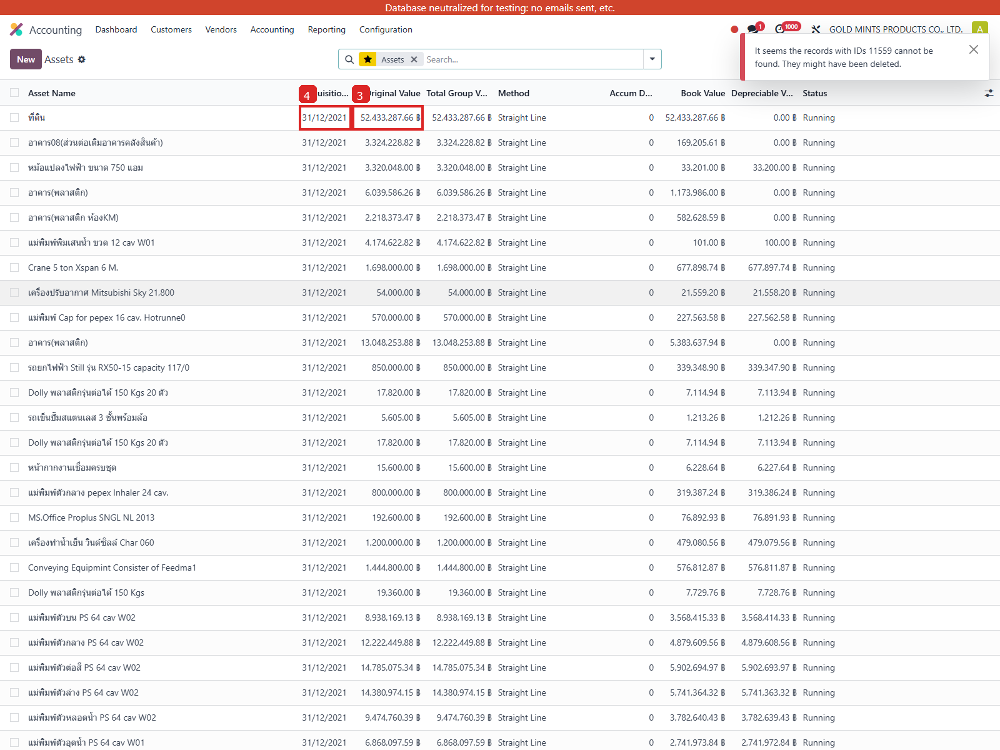 Database neutralized for testing: no emails sent, etc.
Accounting Dashboard Customers Vendors Accounting Reporting Configuration 1 1000 GOLD MINTS PRODUCTS CO., LTD. A
New Assets Assets Search...
It seems the records with IDs 11559 cannot be found. They might have been deleted.
Asset Name 4 uisitio... 3 riginal Value Total Group V... Method Accum D... Book Value Depreciable V... Status
ที่ดิน 31/12/2021 52,433,287.66 ฿ 52,433,287.66 ฿ Straight Line 0 52,433,287.66 ฿ 0.00 ฿ Running
อาคาร08(ส่วนต่อเติมอาคารคลังสินค้า) 31/12/2021 3,324,228.82 ฿ 3,324,228.82 ฿ Straight Line 0 169,205.61 ฿ 0.00 ฿ Running
หม้อแปลงไฟฟ้า ขนาด 750 แอม 31/12/2021 3,320,048.00 ฿ 3,320,048.00 ฿ Straight Line 0 33,201.00 ฿ 33,200.00 ฿ Running
อาคาร(พลาสติก) 31/12/2021 6,039,586.26 ฿ 6,039,586.26 ฿ Straight Line 0 1,173,986.00 ฿ 0.00 ฿ Running
อาคาร(พลาสติก ห้องKM) 31/12/2021 2,218,373.47 ฿ 2,218,373.47 ฿ Straight Line 0 582,628.59 ฿ 0.00 ฿ Running
แม่พิมพ์พิมเสนน้ำ ขวด 12 cav W01 31/12/2021 4,174,622.82 ฿ 4,174,622.82 ฿ Straight Line 0 101.00 ฿ 100.00 ฿ Running
Crane 5 ton Xspan 6 M. 31/12/2021 1,698,000.00 ฿ 1,698,000.00 ฿ Straight Line 0 677,898.74 ฿ 677,897.74 ฿ Running
เครื่องปรับอากาศ Mitsubishi Sky 21,800 31/12/2021 54,000.00 ฿ 54,000.00 ฿ Straight Line 0 21,559.20 ฿ 21,558.20 ฿ Running
แม่พิมพ์ Cap for pepex 16 cav. Hotrunne0 31/12/2021 570,000.00 ฿ 570,000.00 ฿ Straight Line 0 227,563.58 ฿ 227,562.58 ฿ Running
อาคาร(พลาสติก) 31/12/2021 13,048,253.88 ฿ 13,048,253.88 ฿ Straight Line 0 5,383,637.94 ฿ 0.00 ฿ Running
รถยกไฟฟ้า Still รุ่น RX50-15 capacity 117/0 31/12/2021 850,000.00 ฿ 850,000.00 ฿ Straight Line 0 339,348.90 ฿ 339,347.90 ฿ Running
Dolly พลาสติกรุ่นต่อได้ 150 Kgs 20 ตัว 31/12/2021 17,820.00 ฿ 17,820.00 ฿ Straight Line 0 7,114.94 ฿ 7,113.94 ฿ Running
รถเข็นปั๊มสแตนเลส 3 ชั้นพร้อมล้อ 31/12/2021 5,605.00 ฿ 5,605.00 ฿ Straight Line 0 1,213.26 ฿ 1,212.26 ฿ Running
Dolly พลาสติกรุ่นต่อได้ 150 Kgs 20 ตัว 31/12/2021 17,820.00 ฿ 17,820.00 ฿ Straight Line 0 7,114.94 ฿ 7,113.94 ฿ Running
หน้ากากงานเชื่อมครบชุด 31/12/2021 15,600.00 ฿ 15,600.00 ฿ Straight Line 0 6,228.64 ฿ 6,227.64 ฿ Running
แม่พิมพ์ตัวกลาง pepex Inhaler 24 cav. 31/12/2021 800,000.00 ฿ 800,000.00 ฿ Straight Line 0 319,387.24 ฿ 319,386.24 ฿ Running
MS.Office Proplus SNGL NL 2013 31/12/2021 192,600.00 ฿ 192,600.00 ฿ Straight Line 0 76,892.93 ฿ 76,891.93 ฿ Running
เครื่องทำน้ำเย็น วินด์ซิลล์ Char 060 31/12/2021 1,200,000.00 ฿ 1,200,000.00 ฿ Straight Line 0 479,080.56 ฿ 479,079.56 ฿ Running
Conveying Equipmint Consister of Feedma1 31/12/2021 1,444,800.00 ฿ 1,444,800.00 ฿ Straight Line 0 576,812.87 ฿ 576,811.87 ฿ Running
Dolly พลาสติกรุ่นต่อได้ 150 Kgs 31/12/2021 19,360.00 ฿ 19,360.00 ฿ Straight Line 0 7,729.76 ฿ 7,728.76 ฿ Running
แม่พิมพ์ตัวบน PS 64 cav W02 31/12/2021 8,938,169.13 ฿ 8,938,169.13 ฿ Straight Line 0 3,568,415.33 ฿ 3,568,414.33 ฿ Running
แม่พิมพ์ตัวกลาง PS 64 cav W02 31/12/2021 12,222,449.88 ฿ 12,222,449.88 ฿ Straight Line 0 4,879,609.56 ฿ 4,879,608.56 ฿ Running
แม่พิมพ์ตัวต่อสี PS 64 cav W02 31/12/2021 14,785,075.34 ฿ 14,785,075.34 ฿ Straight Line 0 5,902,694.97 ฿ 5,902,693.97 ฿ Running
แม่พิมพ์ตัวล่าง PS 64 cav W02 31/12/2021 14,380,974.15 ฿ 14,380,974.15 ฿ Straight Line 0 5,741,364.32 ฿ 5,741,363.32 ฿ Running
แม่พิมพ์ตัวหลอดน้ำ PS 64 cav W02 31/12/2021 9,474,760.39 ฿ 9,474,760.39 ฿ Straight Line 0 3,782,640.43 ฿ 3,782,639.43 ฿ Running
แม่พิมพ์ตัวอุดน้ำ PS 64 cav W01 31/12/2021 6,868,097.59 ฿ 6,868,097.59 ฿ Straight Line 0 2,741,973.84 ฿ 2,741,972.84 ฿ Running